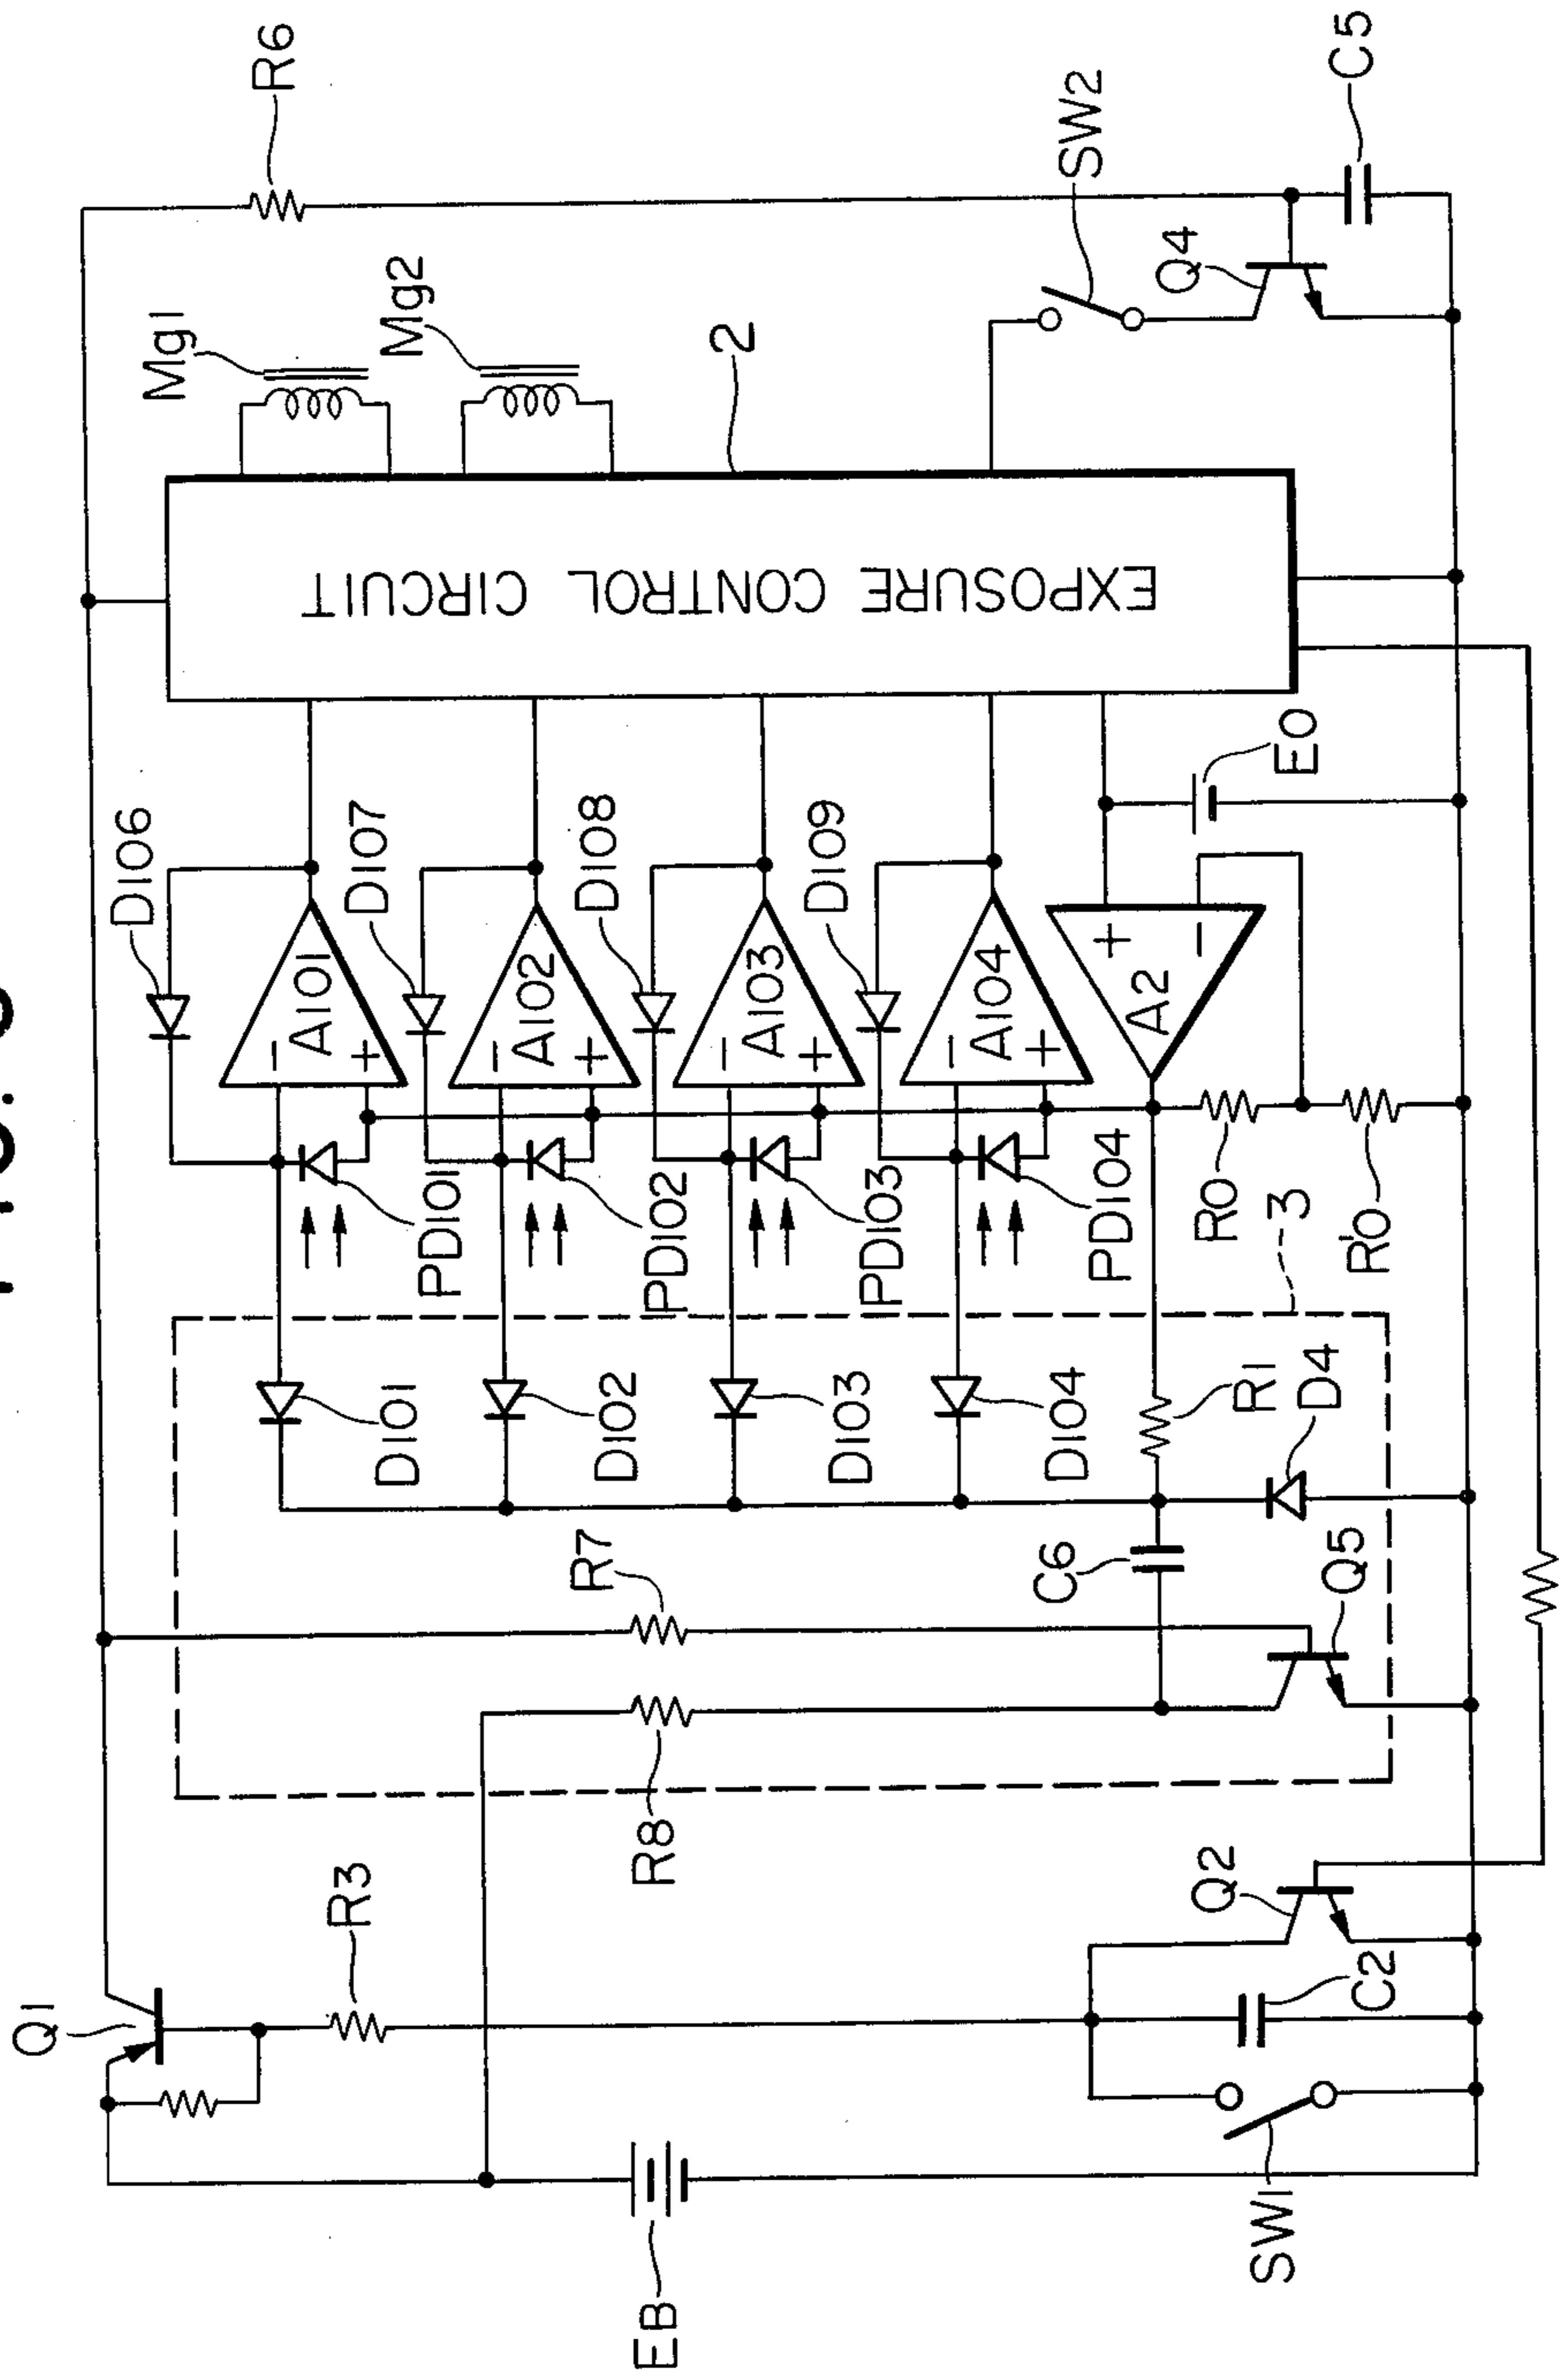 R6
C5
SW2
Q4
Mg1
Mg2
2
EXPOSURE CONTROL CIRCUIT
E0
D106
D107
D108
D109
A101
A102
A103
A104
A2
−
+
−
+
−
+
−
+
+
−
PD101
PD102
PD103
PD104
R0
R'0
3
D101
D102
D103
D104
R1
D4
R7
C6
Q5
R8
Q2
R3
C2
Q1
SW1
EB